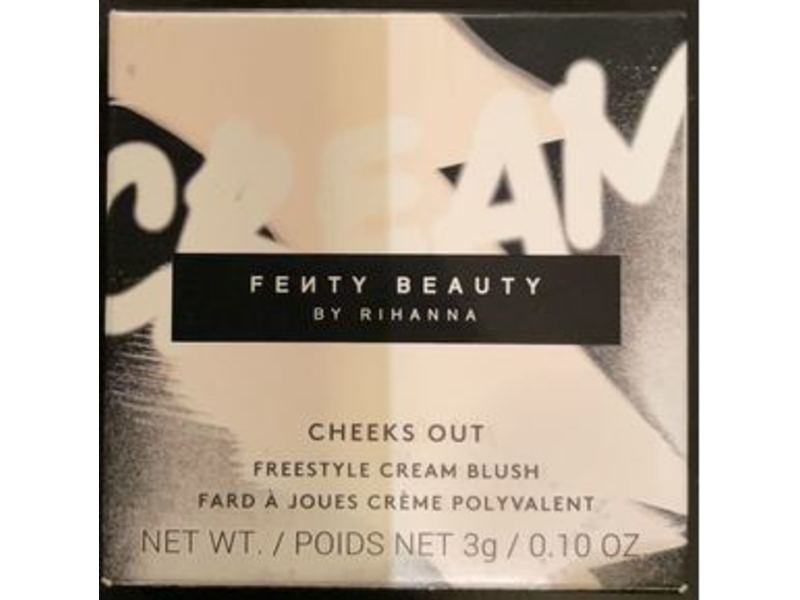 CREAM
FEИTY BEAUTY
BY RIHANNA
CHEEKS OUT
FREESTYLE CREAM BLUSH
FARD À JOUES CRÈME POLYVALENT
NET WT. / POIDS NET 3g / 0.10 OZ.